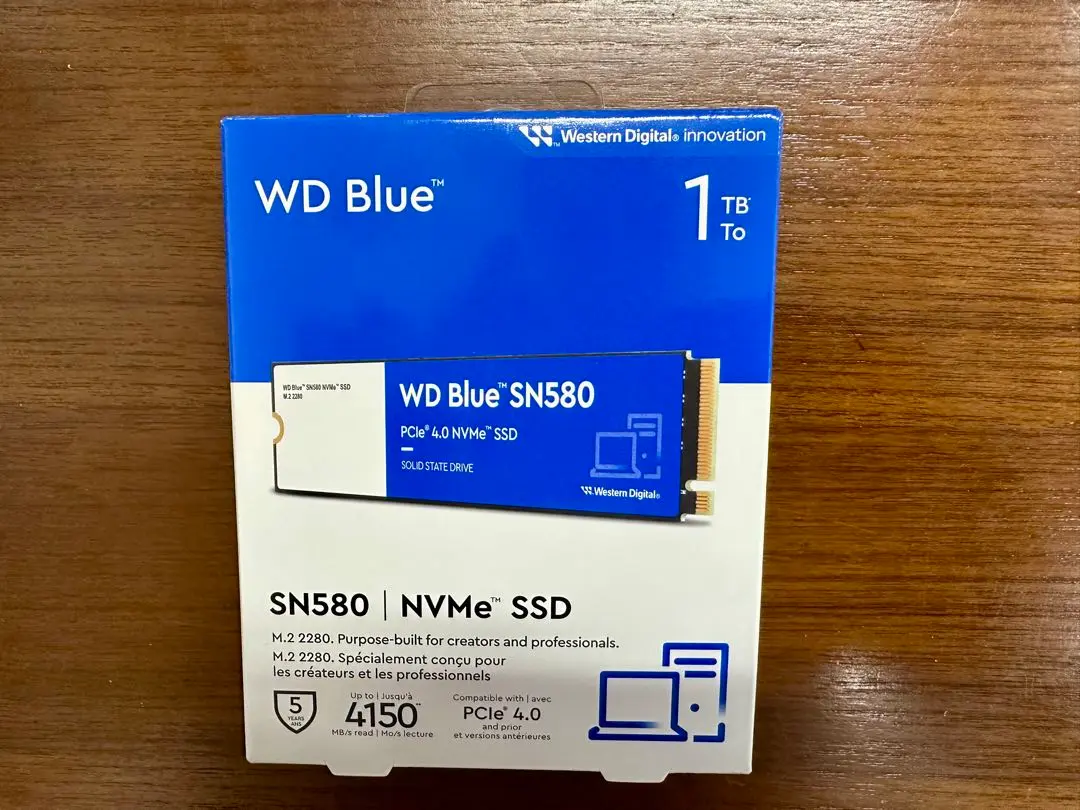 Western Digital® innovation
WD Blue™
1 TB*
To
WD Blue™ SN580 NVMe™ SSD
M.2 2280
WD Blue™ SN580
PCIe® 4.0 NVMe™ SSD
SOLID STATE DRIVE
Western Digital®
SN580 | NVMe™ SSD
M.2 2280. Purpose-built for creators and professionals.
M.2 2280. Spécialement conçu pour
les créateurs et les professionnels
5
YEARS
ANS
Up to | Jusqu'à
4150**
MB/s read | Mo/s lecture
Compatible with | avec
PCIe® 4.0
and prior
et versions antérieures